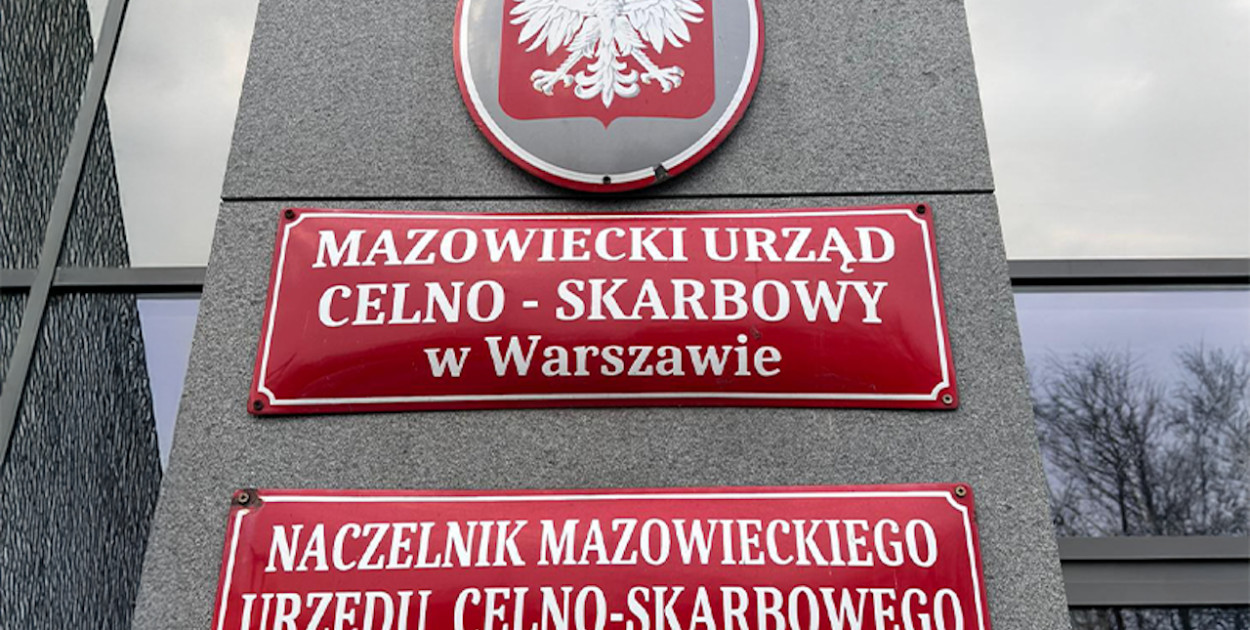 MAZOWIECKI URZĄD
CELNO - SKARBOWY
w Warszawie
NACZELNIK MAZOWIECKIEGO
URZĘDU CELNO-SKARBOWEGO